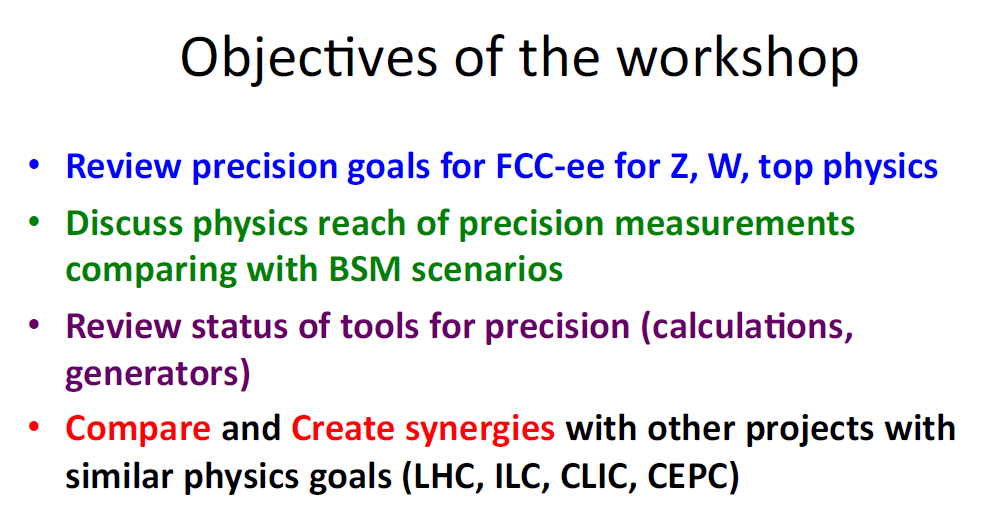 Objectives of the workshop
• Review precision goals for FCC-ee for Z, W, top physics
• Discuss physics reach of precision measurements
comparing with BSM scenarios
• Review status of tools for precision (calculations,
generators)
• Compare and Create synergies with other projects with
similar physics goals (LHC, ILC, CLIC, CEPC)